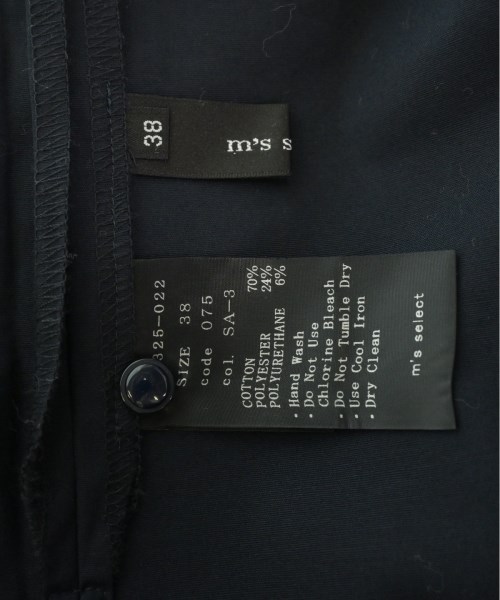 38
m's s
325-022
SIZE 38
code 075
col. SA-3
COTTON 70%
POLYESTER 24%
POLYURETHANE 6%
• Hand Wash
• Do Not Use
Chlorine Bleach
• Do Not Tumble Dry
• Use Cool Iron
• Dry Clean
m's select